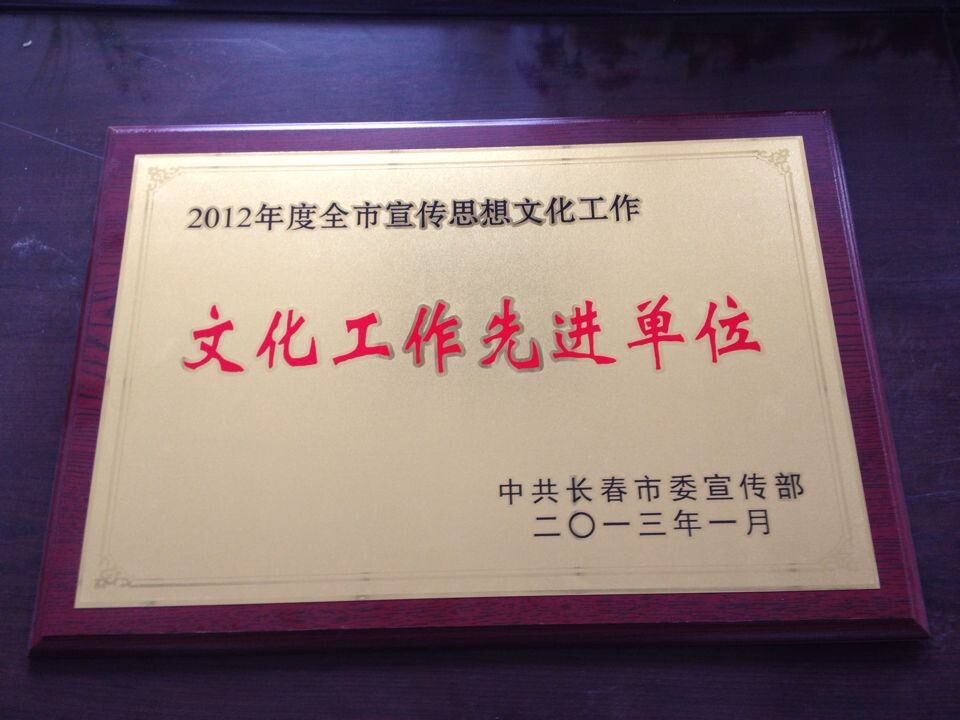 2012年度全市宣传思想文化工作
文化工作先进单位
中共长春市委宣传部
二〇一三年一月